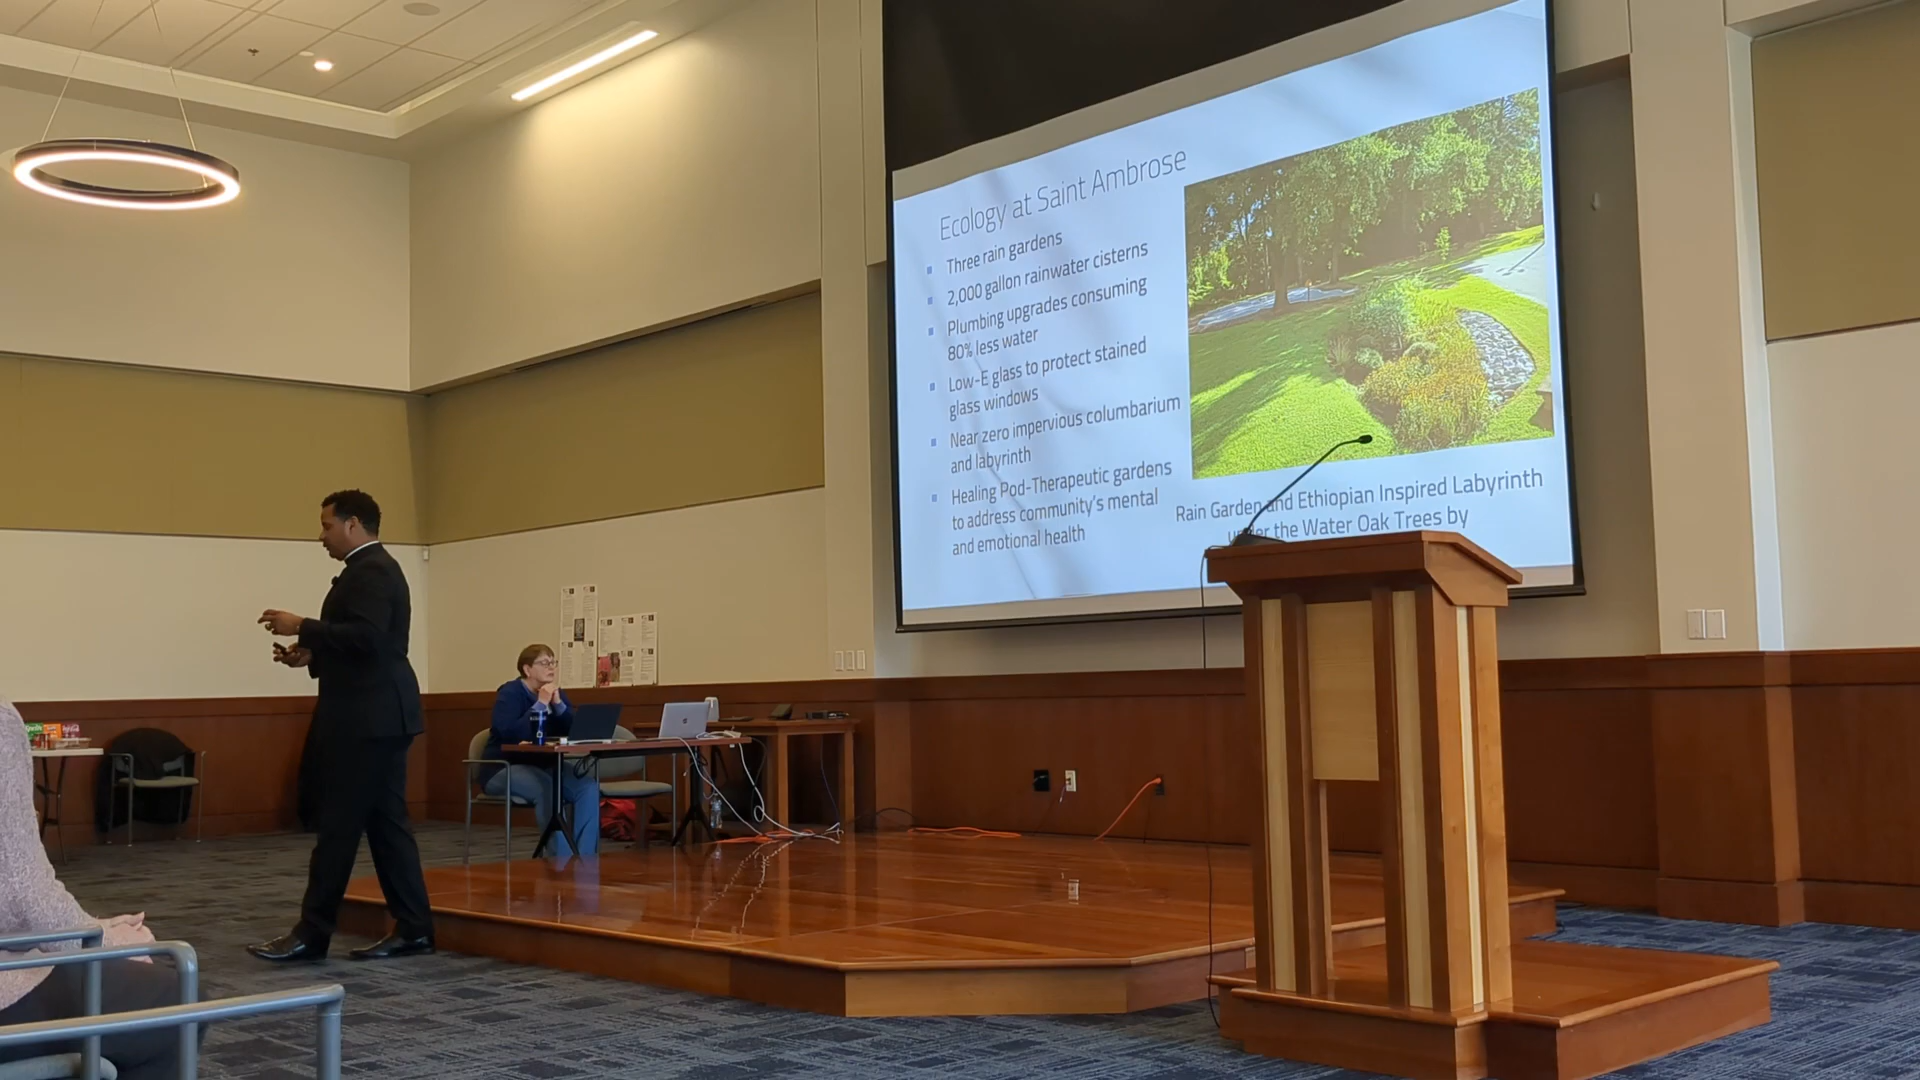 Ecology at Saint Ambrose
Three rain gardens
2,000 gallon rainwater cisterns
Plumbing upgrades consuming
80% less water
Low-E glass to protect stained
glass windows
Near zero impervious columbarium
and labyrinth
Healing Pod-Therapeutic gardens
to address community's mental
and emotional health
Rain Garden and Ethiopian Inspired Labyrinth
under the Water Oak Trees by